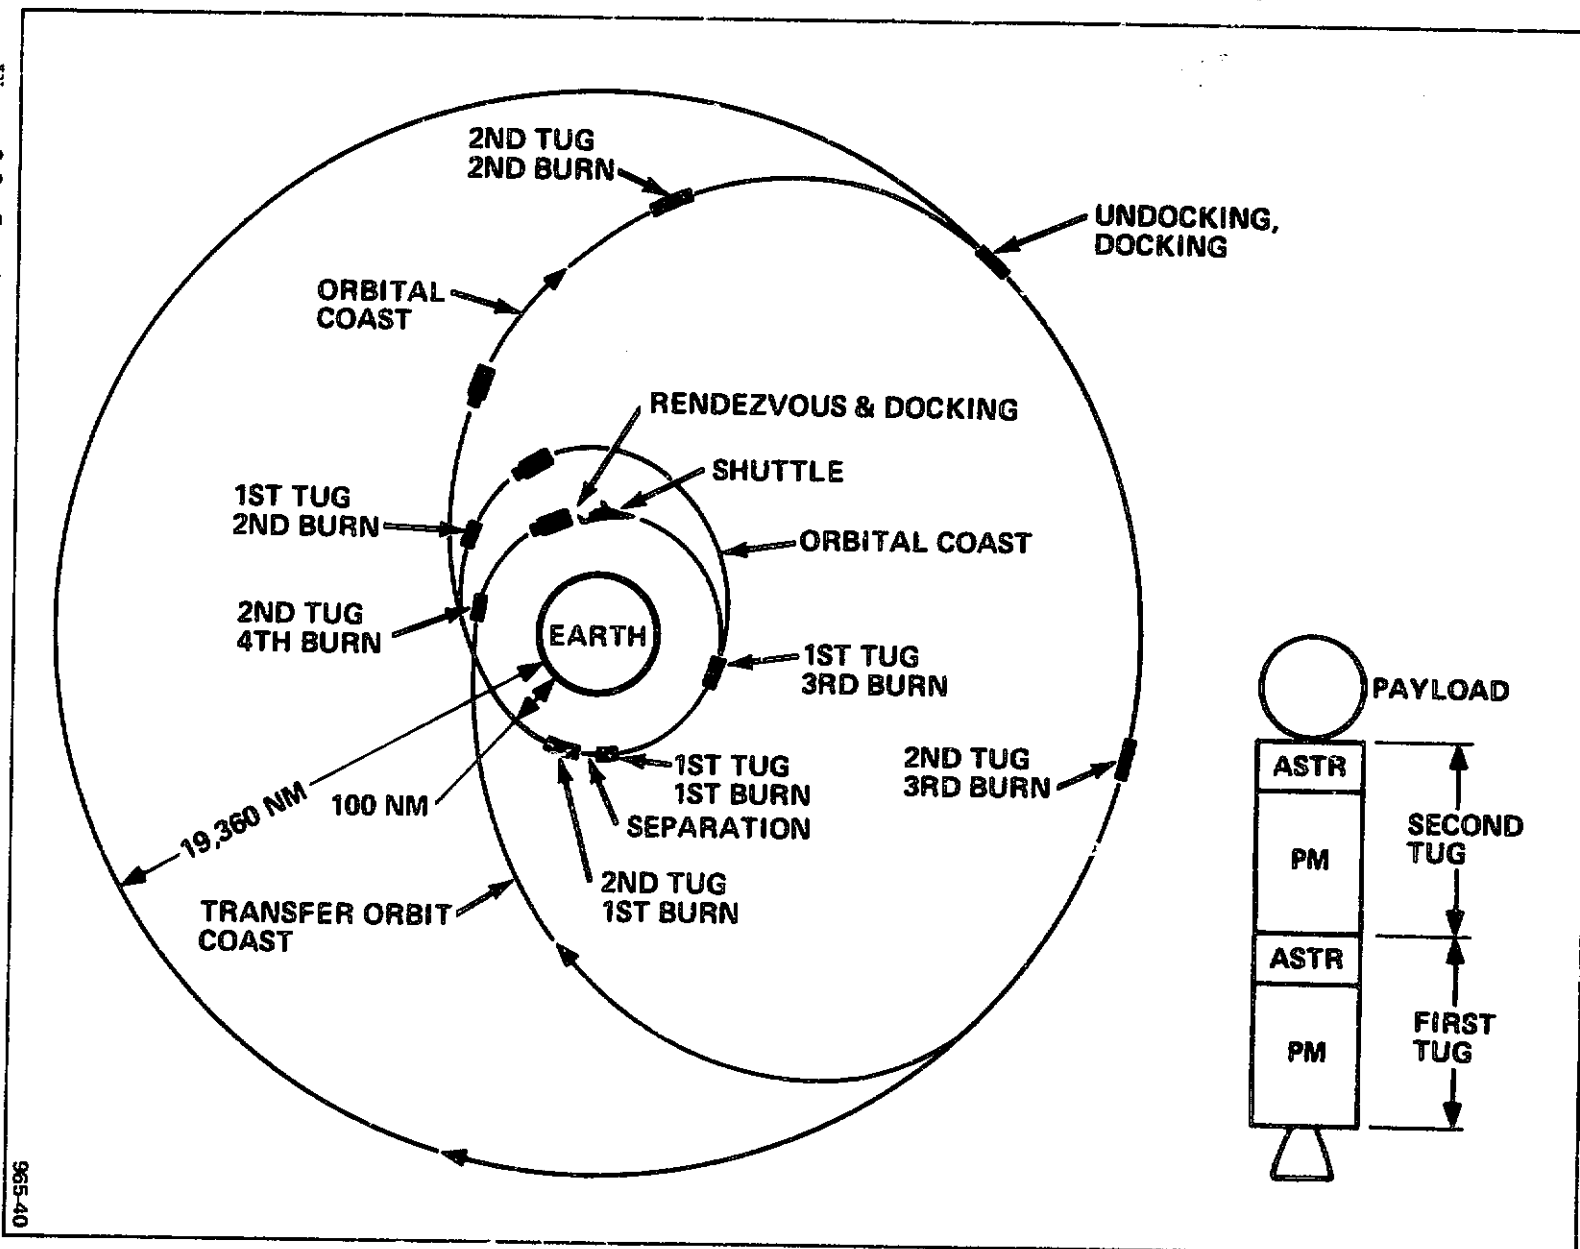 2ND TUG
2ND BURN
UNDOCKING,
DOCKING
ORBITAL
COAST
RENDEZVOUS & DOCKING
SHUTTLE
1ST TUG
2ND BURN
ORBITAL COAST
2ND TUG
4TH BURN
EARTH
1ST TUG
3RD BURN
PAYLOAD
1ST TUG
1ST BURN
2ND TUG
3RD BURN
ASTR
19,360 NM
100 NM
SEPARATION
SECOND
TUG
PM
2ND TUG
1ST BURN
TRANSFER ORBIT
COAST
ASTR
FIRST
TUG
PM
965-40